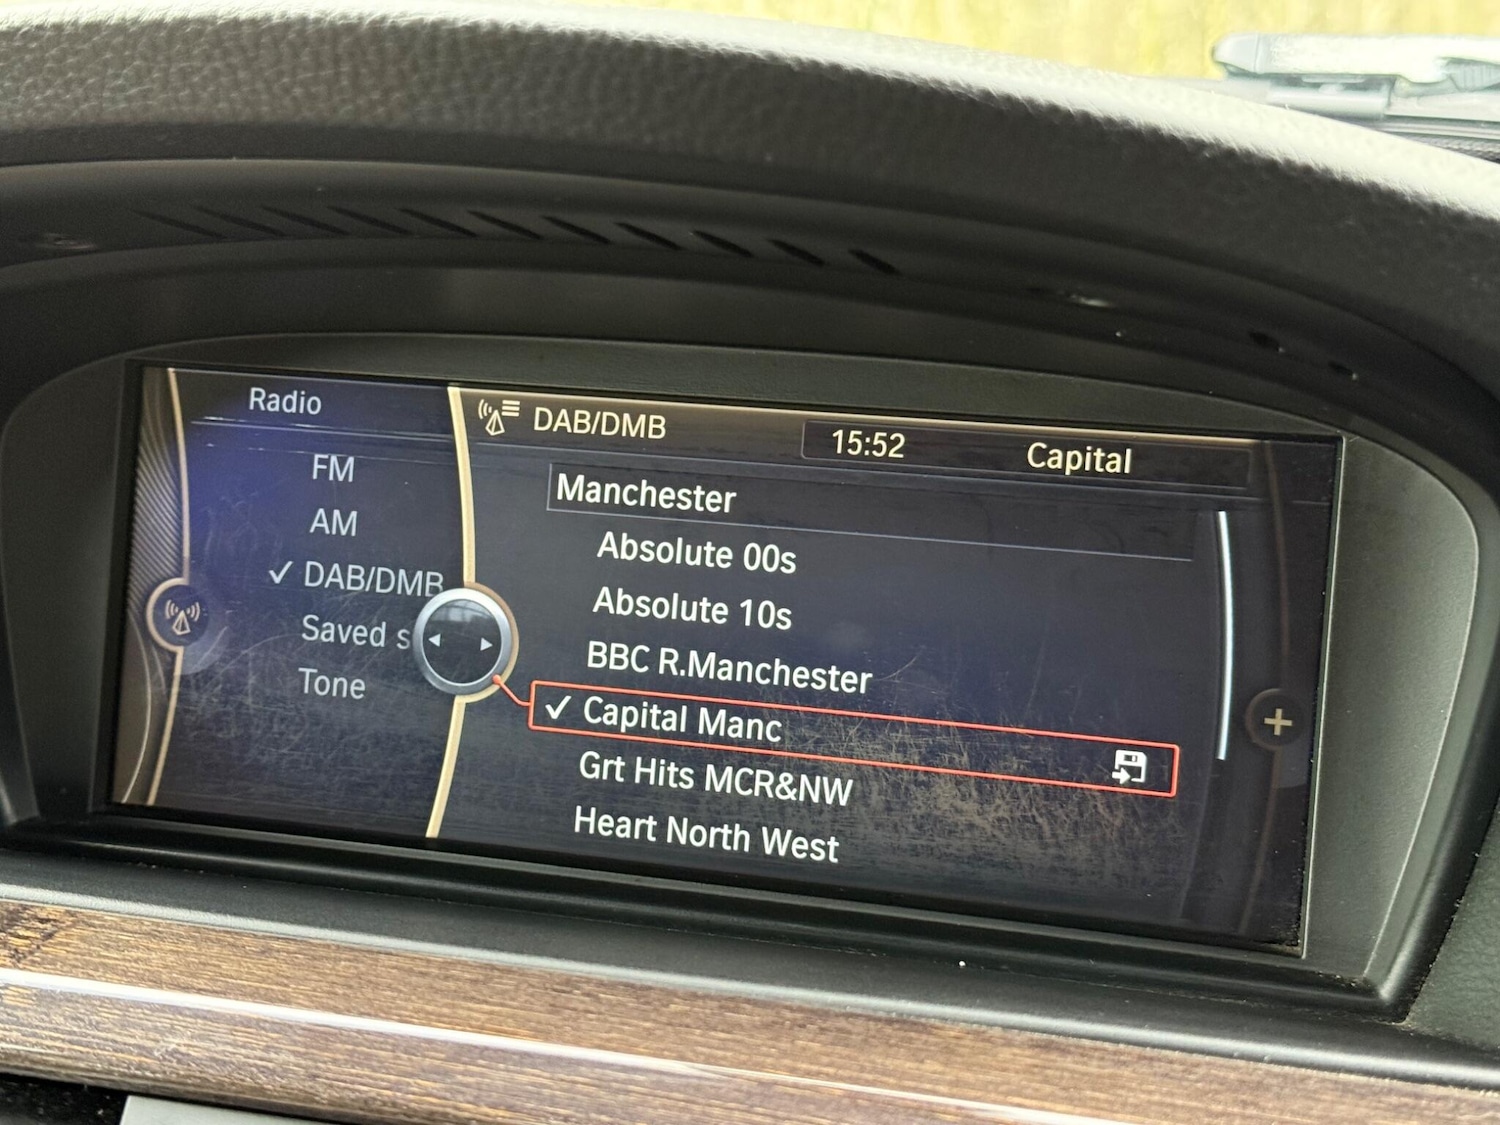 Radio
FM
AM
✓ DAB/DMB
Saved s
Tone
DAB/DMB
15:52
Capital
Manchester
Absolute 00s
Absolute 10s
BBC R.Manchester
✓ Capital Manc
Grt Hits MCR&NW
Heart North West